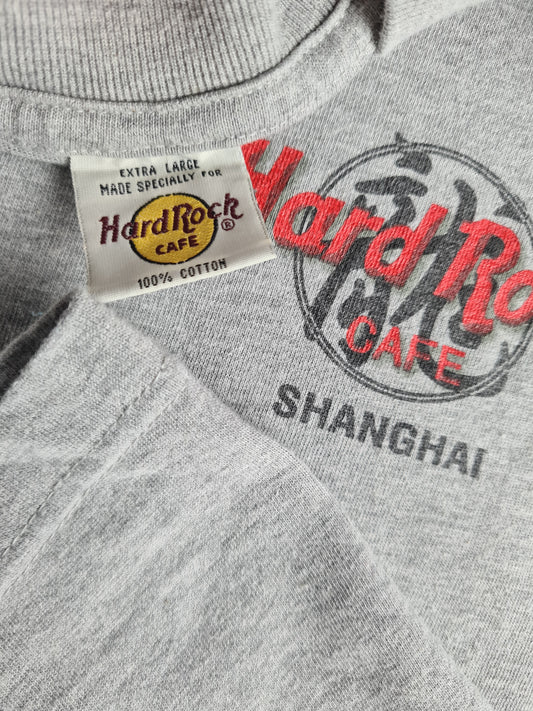 EXTRA LARGE
MADE SPECIALLY FOR
Hard Rock ®
CAFE
100% COTTON
Hard Ro
CAFE
SHANGHAI